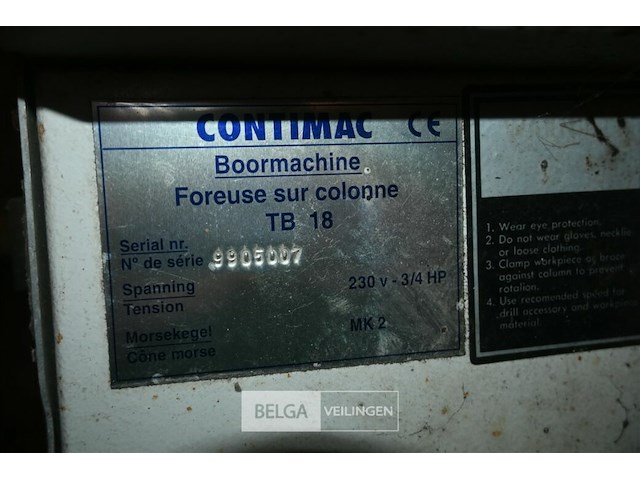 CONTIMAC CE
Boormachine
Foreuse sur colonne
TB 18
Serial nr.
N° de série 9905007
Spanning
Tension 230 v - 3/4 HP
Morsekegel
Cône morse MK 2
1. Wear eye protection.
2. Do not wear gloves, necktie
or loose clothing.
3. Clamp workpiece or brace
against column to prevent
rotation.
4. Use recomended speed for
drill accessory and workpiece
material.
BELGA VEILINGEN